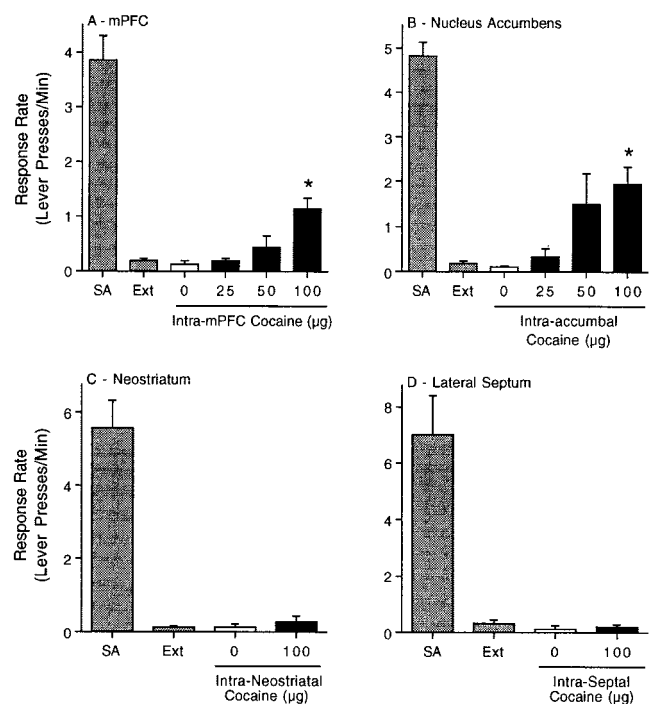 A - mPFC
Response Rate
(Lever Presses/Min)
4
3
2
1
0
SA Ext 0 25 50 100
*
Intra-mPFC Cocaine (µg)
B - Nucleus Accumbens
5
4
3
2
1
0
SA Ext 0 25 50 100
*
Intra-accumbal
Cocaine (µg)
C - Neostriatum
Response Rate
(Lever Presses/Min)
6
4
2
0
SA Ext 0 100
Intra-Neostriatal
Cocaine (µg)
D - Lateral Septum
8
6
4
2
0
SA Ext 0 100
Intra-Septal
Cocaine (µg)